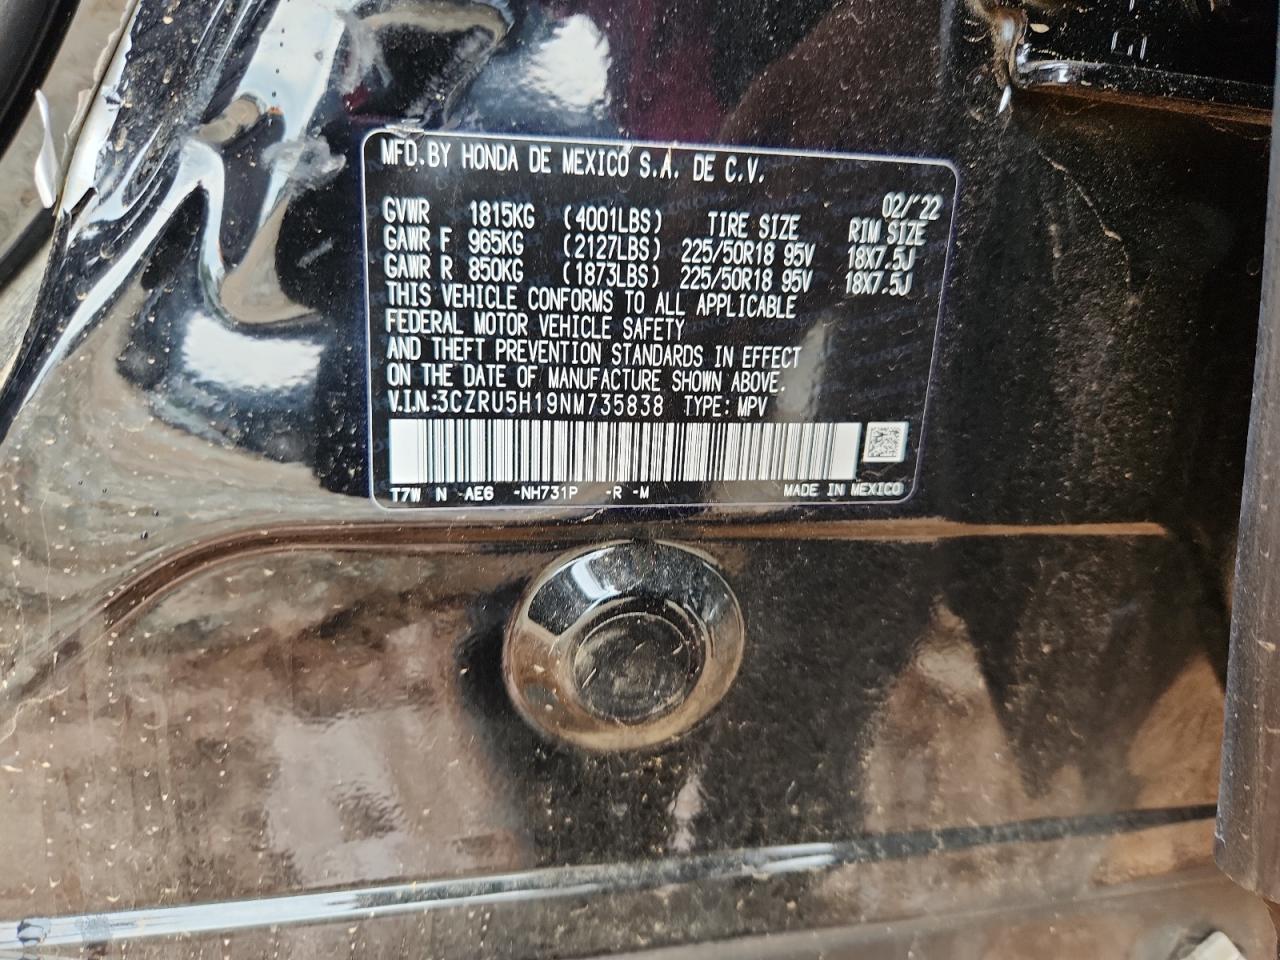 MFD.BY HONDA DE MEXICO S.A. DE C.V.
02/'22
GVWR 1815KG (4001LBS) TIRE SIZE RIM SIZE
GAWR F 965KG (2127LBS) 225/50R18 95V 18X7.5J
GAWR R 850KG (1873LBS) 225/50R18 95V 18X7.5J
THIS VEHICLE CONFORMS TO ALL APPLICABLE
FEDERAL MOTOR VEHICLE SAFETY
AND THEFT PREVENTION STANDARDS IN EFFECT
ON THE DATE OF MANUFACTURE SHOWN ABOVE.
V.I.N.:3CZRU5H19NM735838 TYPE: MPV
T7W N -AE6 -NH731P -R -M MADE IN MEXICO